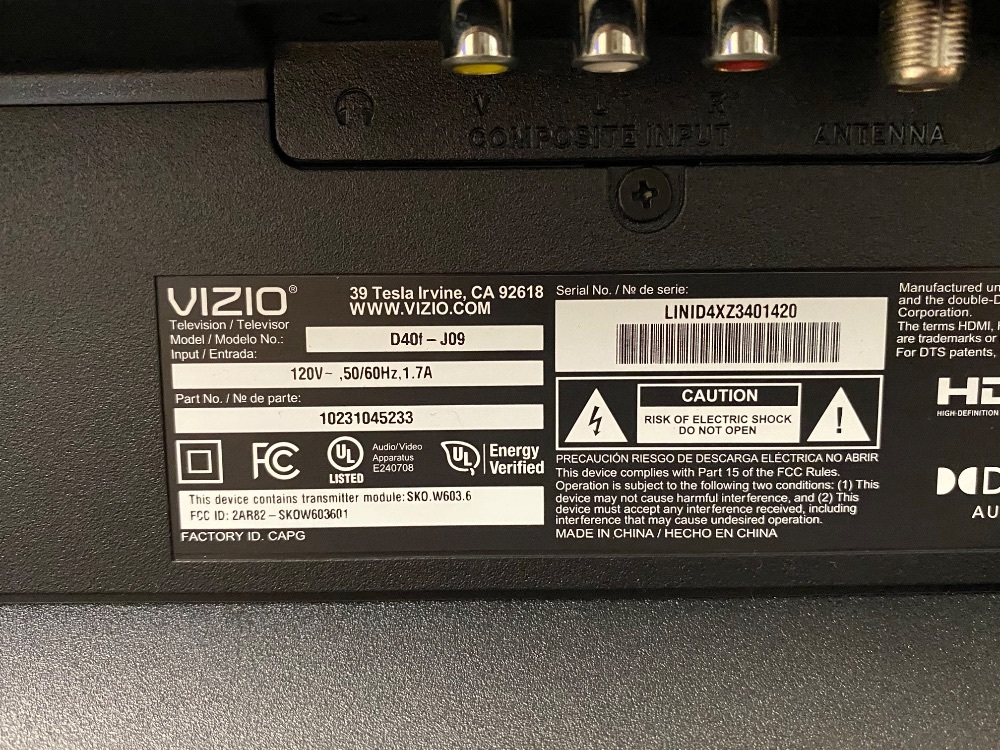 V L R
COMPOSITE INPUT
ANTENNA
VIZIO®
39 Tesla Irvine, CA 92618
WWW.VIZIO.COM
Television / Televisor
Model / Modelo No.:
D40f – J09
Input / Entrada:
120V~ ,50/60Hz,1.7A
Part No. / № de parte:
10231045233
FC
UL
LISTED
Audio/Video
Apparatus
E240708
UL
Energy
Verified
This device contains transmitter module: SKO.W603.6
FCC ID: 2AR82 – SKOW603601
FACTORY ID. CAPG
Serial No. / № de serie:
LINID4XZ3401420
CAUTION
RISK OF ELECTRIC SHOCK
DO NOT OPEN
PRECAUCIÓN RIESGO DE DESCARGA ELÉCTRICA NO ABRIR
This device complies with Part 15 of the FCC Rules.
Operation is subject to the following two conditions: (1) This
device may not cause harmful interference, and (2) This
device must accept any interference received, including
interference that may cause undesired operation.
MADE IN CHINA / HECHO EN CHINA
Manufactured un
and the double-D
Corporation.
The terms HDMI,
are trademarks or
For DTS patents,
HD
HIGH-DEFINITION
AU